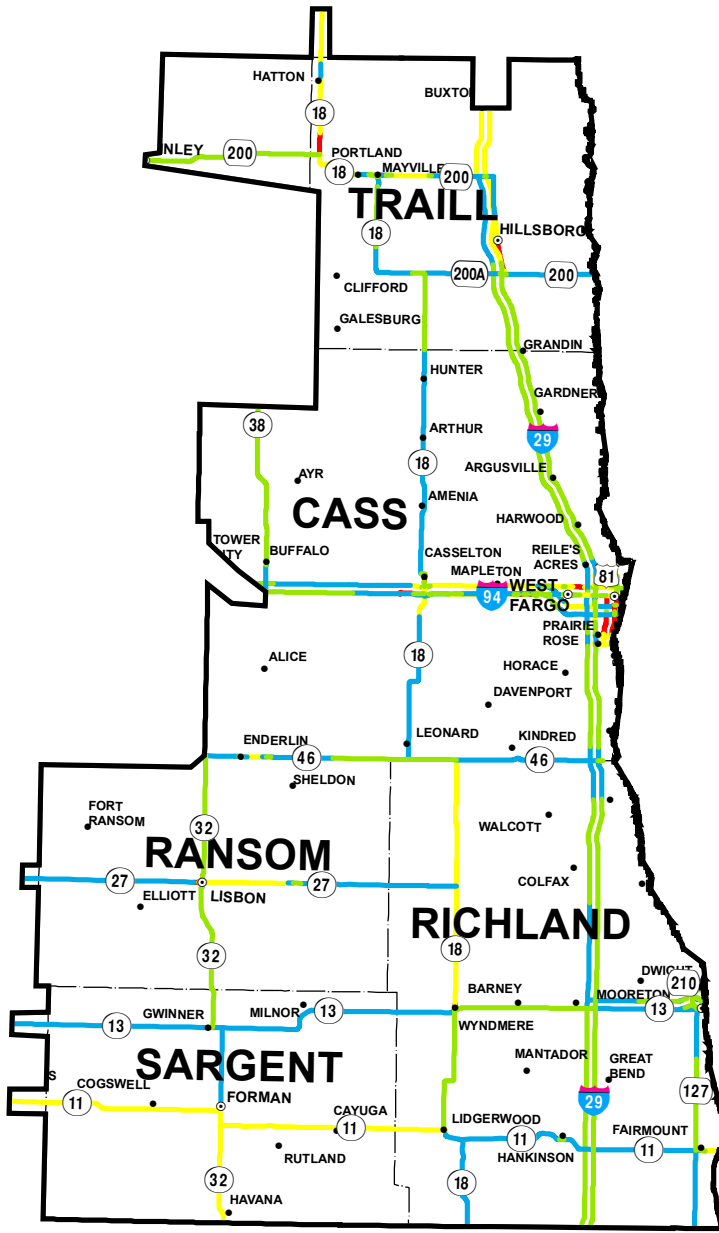 HATTON
BUXTO
18
NLEY
200
PORTLAND
18
MAYVILLE
200
TRAILL
18
HILLSBORO
200A
200
CLIFFORD
GALESBURG
GRANDIN
HUNTER
GARDNER
38
ARTHUR
29
18
ARGUSVILLE
AYR
CASS
AMENIA
HARWOOD
TOWER
ITY
BUFFALO
REILE'S
ACRES
CASSELTON
MAPLETON
81
WEST
FARGO
94
PRAIRIE
ROSE
18
ALICE
HORACE
DAVENPORT
ENDERLIN
LEONARD
KINDRED
46
46
SHELDON
FORT
RANSOM
32
WALCOTT
RANSOM
27
LISBON
27
COLFAX
ELLIOTT
RICHLAND
32
18
DWIGHT
210
BARNEY
MOORETON
13
GWINNER
MILNOR
13
13
WYNDMERE
SARGENT
MANTADOR
GREAT
BEND
S
COGSWELL
11
FORMAN
29
127
CAYUGA
11
LIDGERWOOD
11
HANKINSON
FAIRMOUNT
11
RUTLAND
32
18
HAVANA